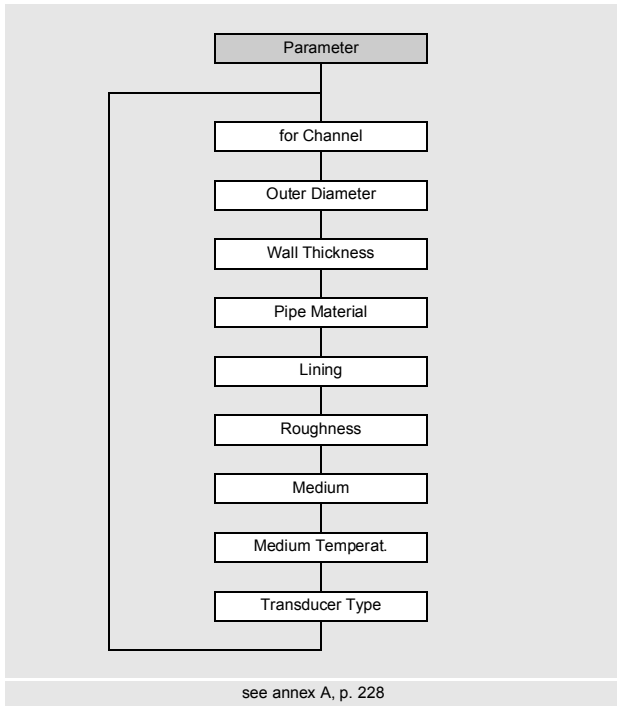 Parameter
for Channel
Outer Diameter
Wall Thickness
Pipe Material
Lining
Roughness
Medium
Medium Temperat.
Transducer Type
see annex A, p. 228